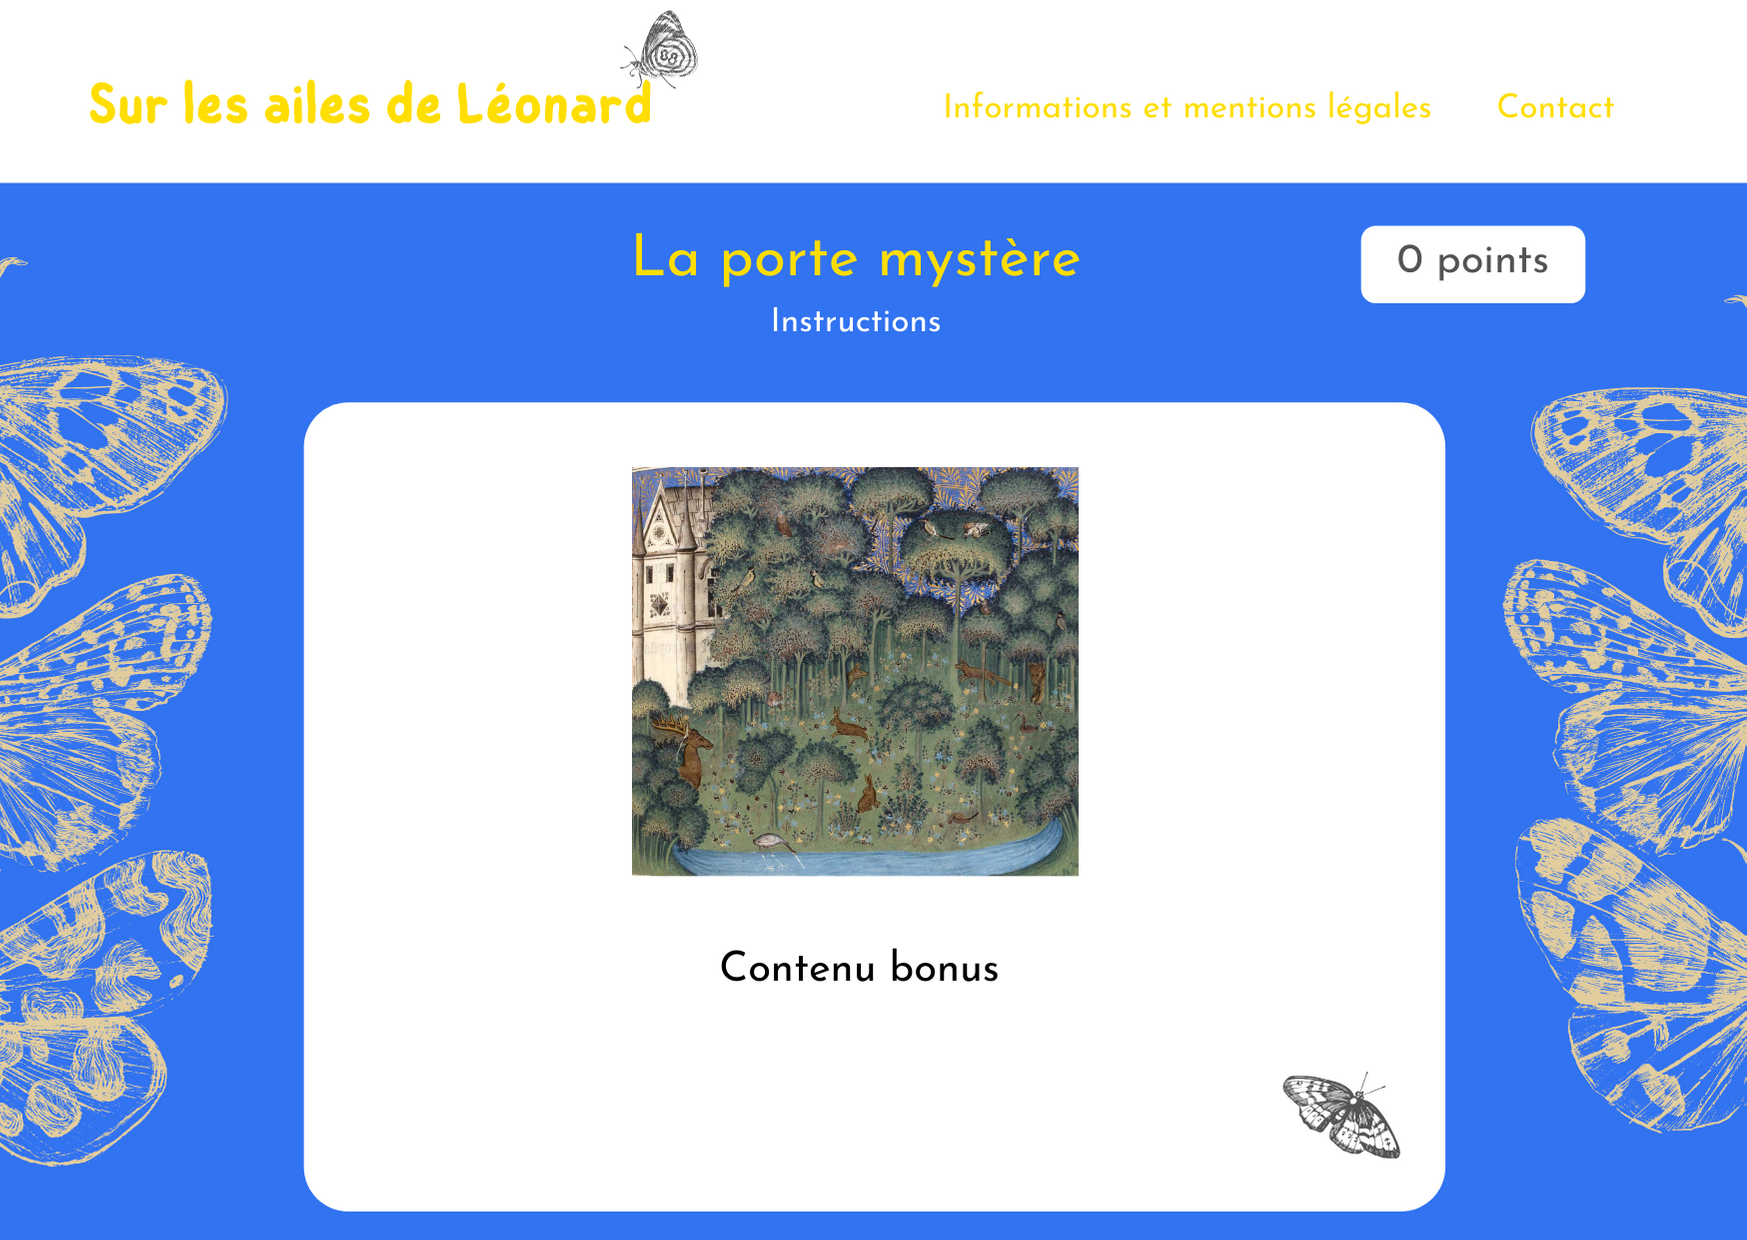 Sur les ailes de Léonard
Informations et mentions légales
Contact
La porte mystère
0 points
Instructions
Contenu bonus